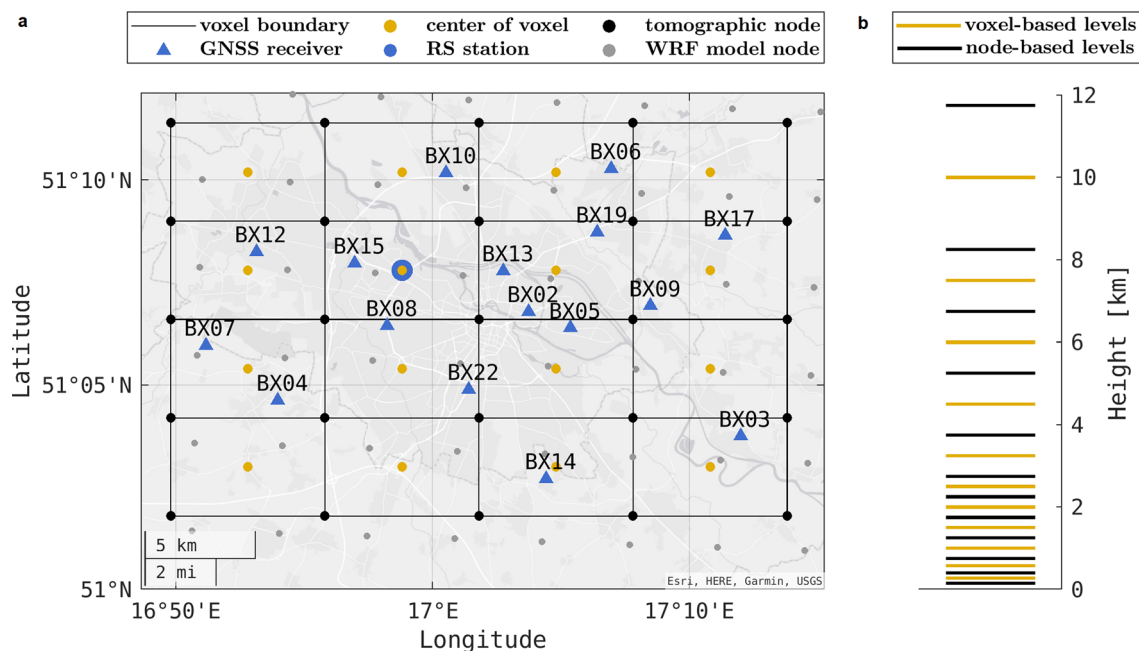 a
voxel boundary center of voxel tomographic node
GNSS receiver RS station WRF model node
b
voxel-based levels
node-based levels
51°10'N
51°05'N
51°N
Latitude
BX10
BX06
BX19
BX17
BX12
BX15
BX13
BX02
BX05
BX09
BX08
BX07
BX04
BX22
BX03
BX14
5 km
2 mi
Esri, HERE, Garmin, USGS
16°50'E 17°E 17°10'E
Longitude
12
10
8
6
4
2
0
Height [km]